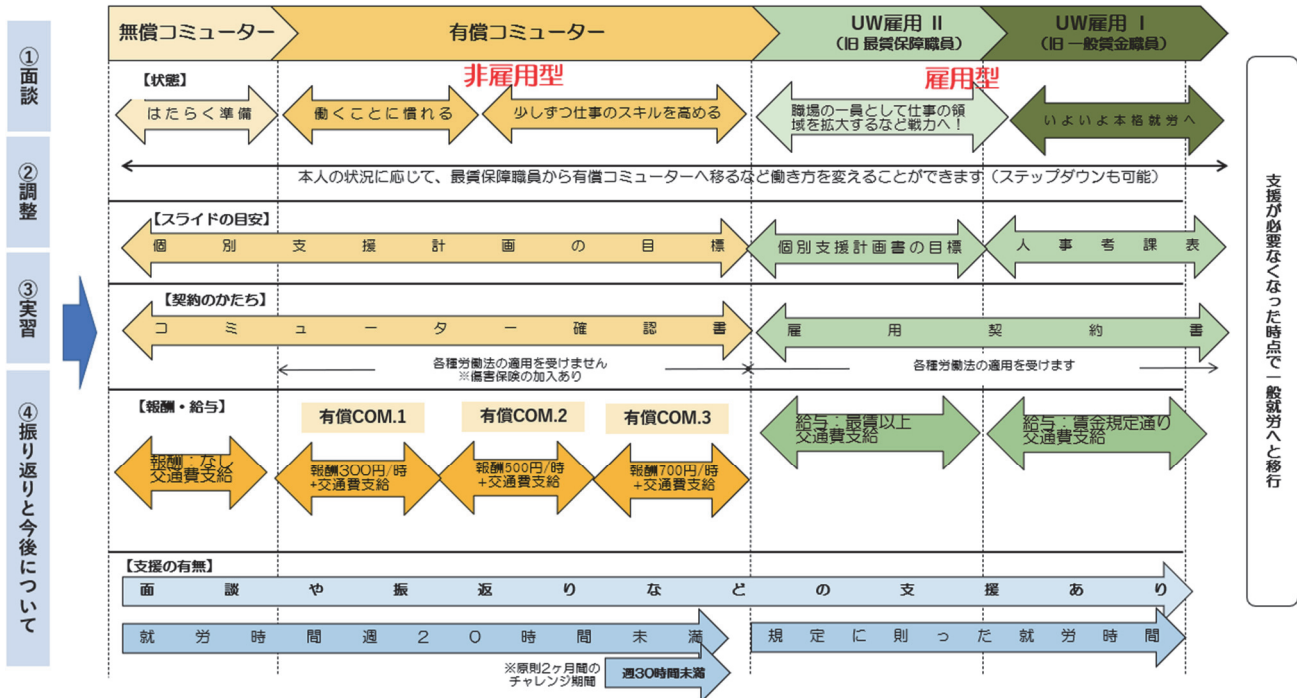 ①面談
②調整
③実習
④振り返りと今後について
無償コミューター
有償コミューター
UW雇用 II
(旧 最賃保障職員)
UW雇用 I
(旧 一般賃金職員)
【状態】
非雇用型
雇用型
はたらく準備
働くことに慣れる
少しずつ仕事のスキルを高める
職場の一員として仕事の領
域を拡大するなど戦力へ！
いよいよ本格就労へ
本人の状況に応じて、最賃保障職員から有償コミューターへ移るなど働き方を変えることができます（ステップダウンも可能）
【スライドの目安】
個別支援計画の目標
個別支援計画書の目標
人事考課表
【契約のかたち】
コミューター確認書
雇用契約書
各種労働法の適用を受けません
※傷害保険の加入あり
各種労働法の適用を受けます
【報酬・給与】
有償COM.1
有償COM.2
有償COM.3
報酬：なし
交通費支給
報酬300円/時
+交通費支給
報酬500円/時
+交通費支給
報酬700円/時
+交通費支給
給与：最賃以上
交通費支給
給与：賃金規定通り
交通費支給
【支援の有無】
面談や振返りなどの支援あり
就労時間週20時間未満
規定に則った就労時間
※原則2ヶ月間の
チャレンジ期間
週30時間未満
支援が必要なくなった時点で一般就労へと移行